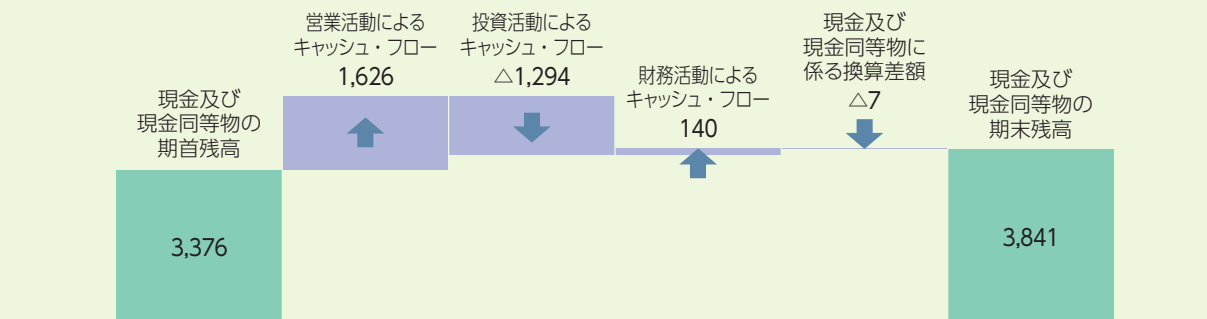 現金及び
現金同等物の
期首残高
3,376
営業活動による
キャッシュ・フロー
1,626
投資活動による
キャッシュ・フロー
△1,294
財務活動による
キャッシュ・フロー
140
現金及び
現金同等物に
係る換算差額
△7
現金及び
現金同等物の
期末残高
3,841